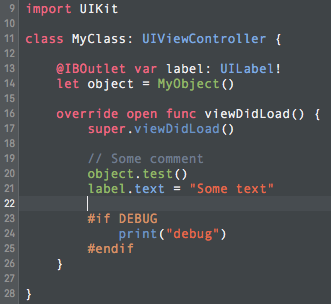 9 import UIKit
10
11 class MyClass: UIViewController {
12
13     @IBOutlet var label: UILabel!
14     let object = MyObject()
15
16     override open func viewDidLoad() {
17         super.viewDidLoad()
18
19         // Some comment
20         object.test()
21         label.text = "Some text"
22
23         #if DEBUG
24             print("debug")
25         #endif
26     }
27
28 }